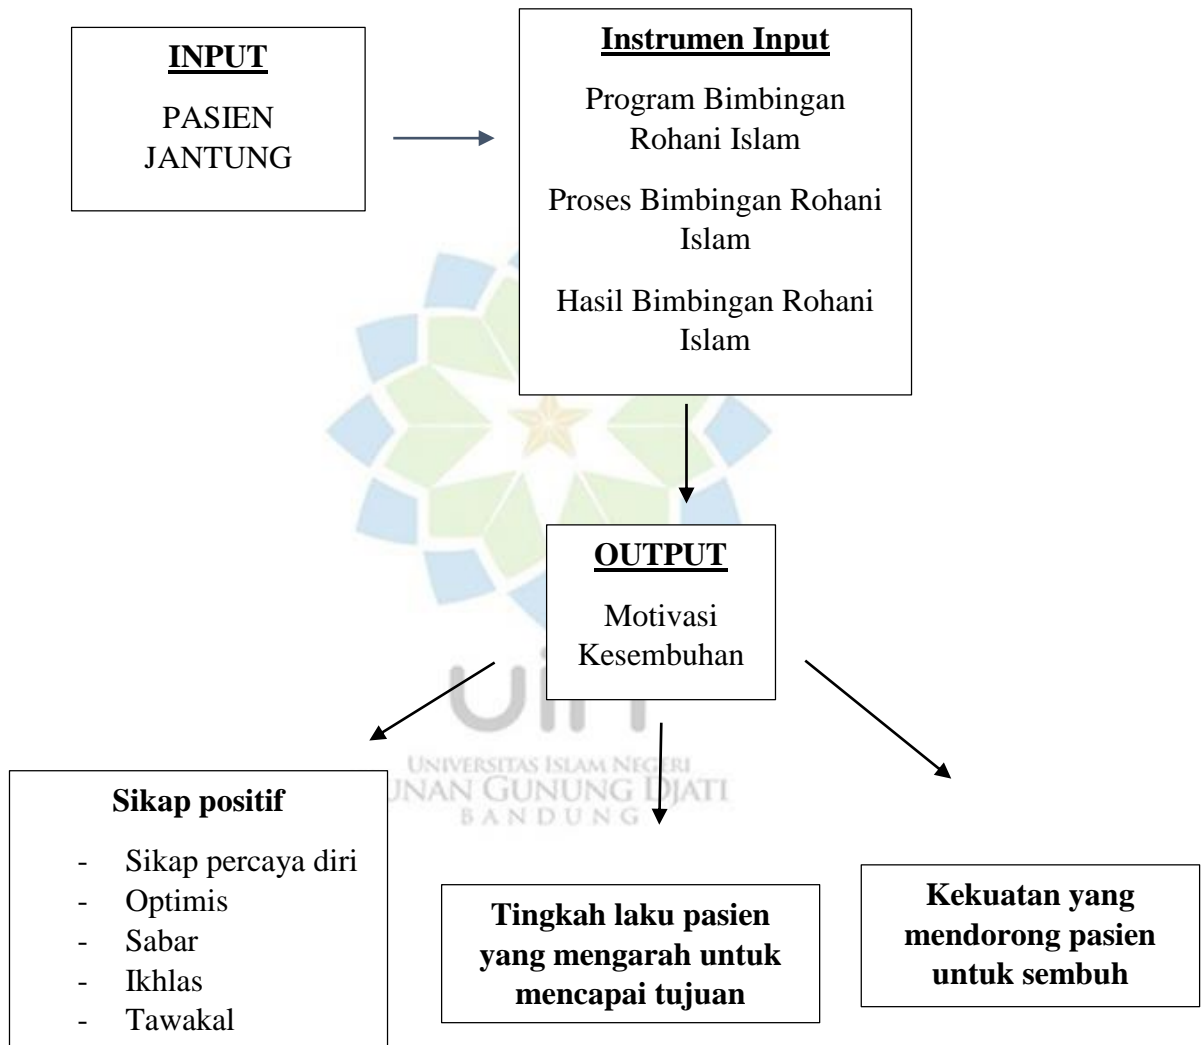 INPUT
PASIEN
JANTUNG
Instrumen Input
Program Bimbingan
Rohani Islam
Proses Bimbingan Rohani
Islam
Hasil Bimbingan Rohani
Islam
OUTPUT
Motivasi
Kesembuhan
uin
UNIVERSITAS ISLAM NEGERI
UNAN GUNUNG DJATI
BANDUNG
Sikap positif
- Sikap percaya diri
- Optimis
- Sabar
- Ikhlas
- Tawakal
Tingkah laku pasien
yang mengarah untuk
mencapai tujuan
Kekuatan yang
mendorong pasien
untuk sembuh